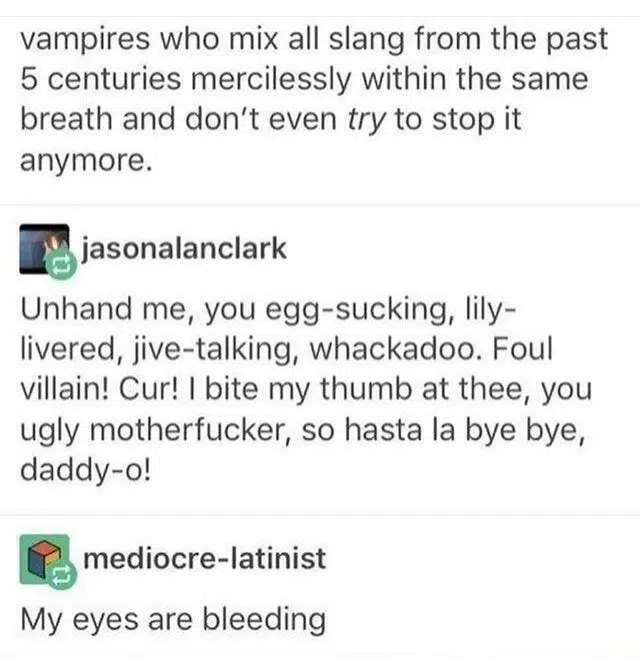 vampires who mix all slang from the past
5 centuries mercilessly within the same
breath and don't even try to stop it
anymore.
jasonalanclark
Unhand me, you egg-sucking, lily-
livered, jive-talking, whackadoo. Foul
villain! Cur! I bite my thumb at thee, you
ugly motherfucker, so hasta la bye bye,
daddy-o!
mediocre-latinist
My eyes are bleeding